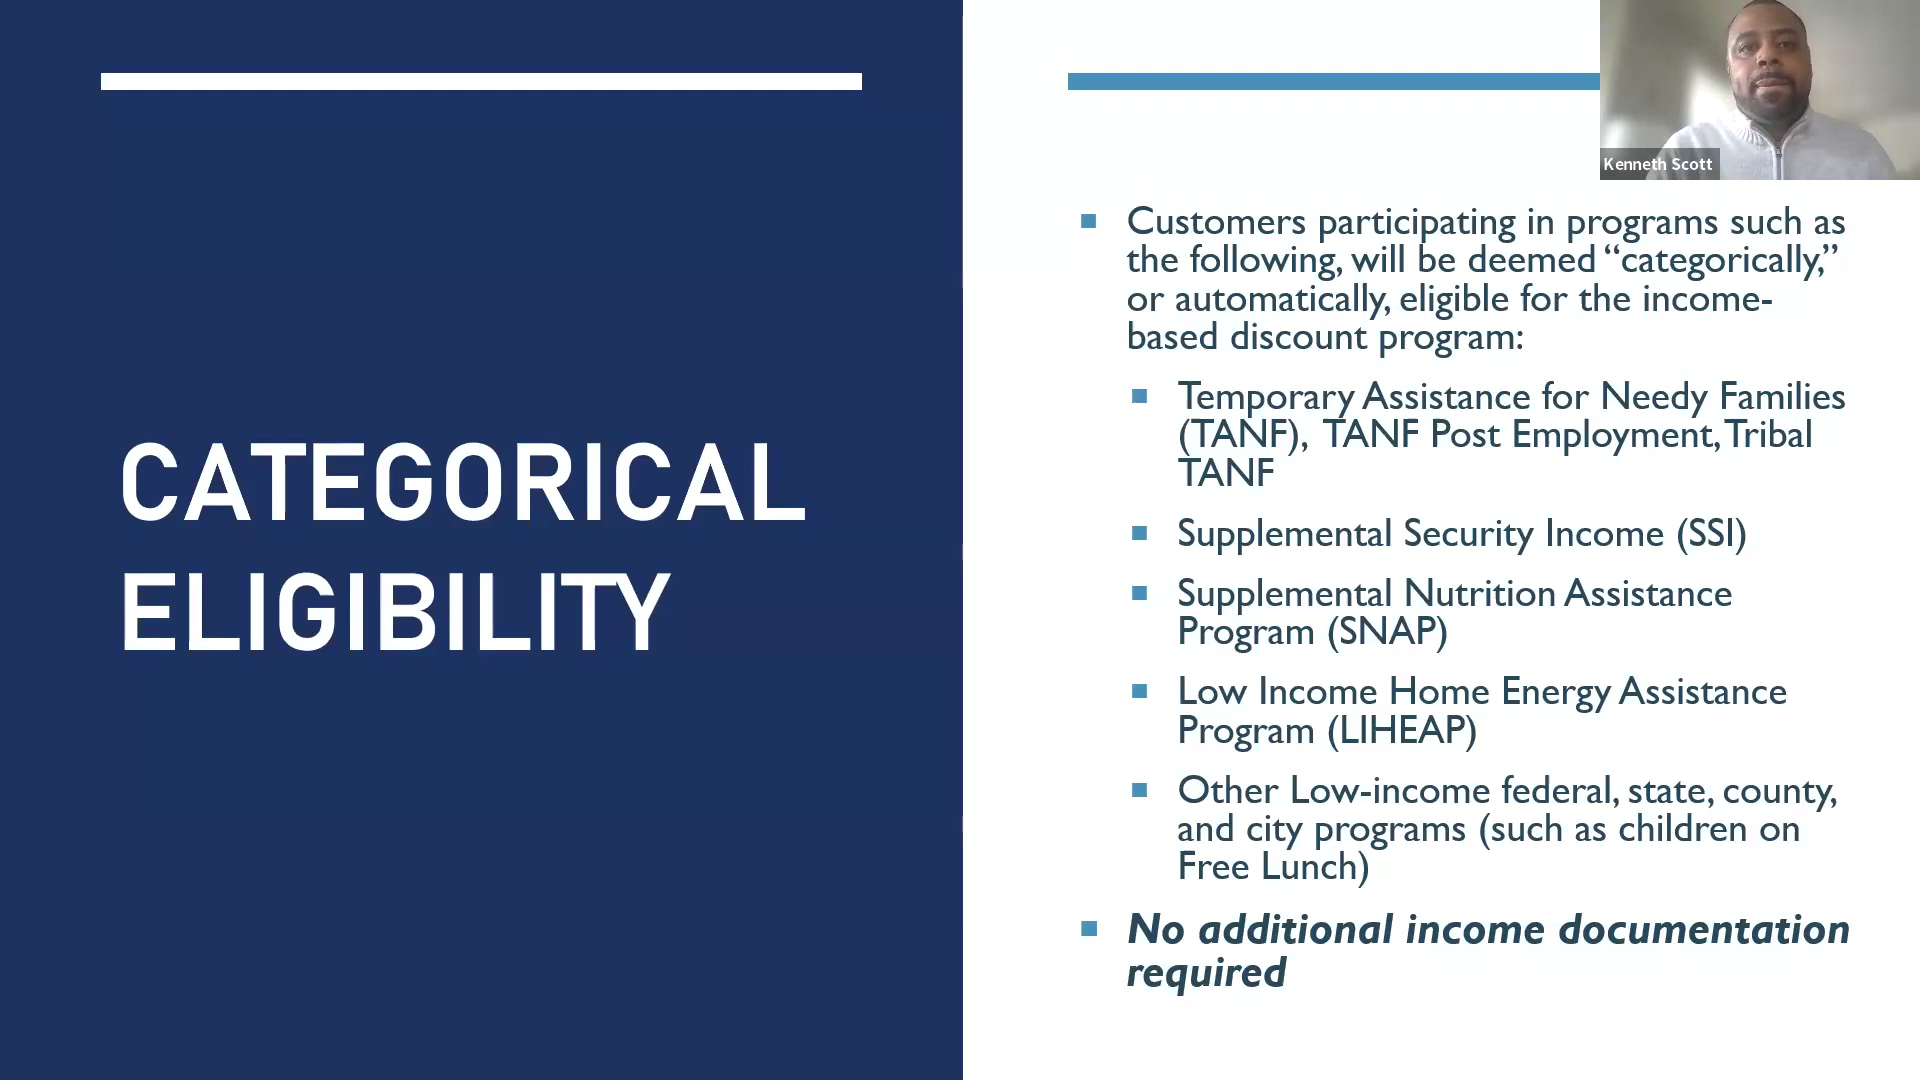 CATEGORICAL
ELIGIBILITY
Kenneth Scott
Customers participating in programs such as
the following, will be deemed “categorically,”
or automatically, eligible for the income-
based discount program:
Temporary Assistance for Needy Families
(TANF), TANF Post Employment, Tribal
TANF
Supplemental Security Income (SSI)
Supplemental Nutrition Assistance
Program (SNAP)
Low Income Home Energy Assistance
Program (LIHEAP)
Other Low-income federal, state, county,
and city programs (such as children on
Free Lunch)
No additional income documentation
required